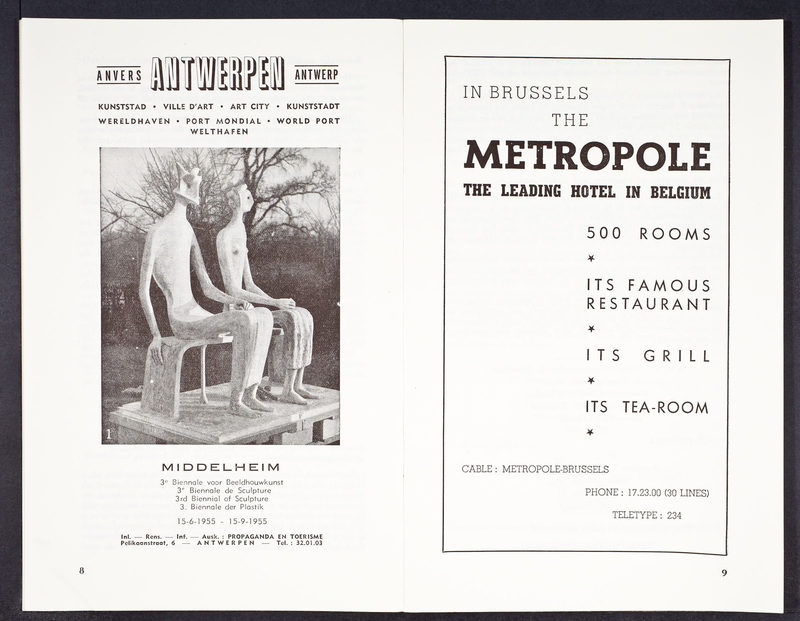 ANVERS ANTWERPEN ANTWERP
KUNSTSTAD • VILLE D'ART • ART CITY • KUNSTSTADT
WERELDHAVEN • PORT MONDIAL • WORLD PORT
WELTHAFEN
1
MIDDELHEIM
3e Biennale voor Beeldhouwkunst
3e Biennale de Sculpture
3rd Biennial of Sculpture
3. Biennale der Plastik
15-6-1955 - 15-9-1955
Inl. — Rens. — Inf. — Ausk. : PROPAGANDA EN TOERISME
Pelikaanstraat, 6 — ANTWERPEN — Tel. : 32.01.03
8
IN BRUSSELS
THE
METROPOLE
THE LEADING HOTEL IN BELGIUM
500 ROOMS
★
ITS FAMOUS
RESTAURANT
★
ITS GRILL
★
ITS TEA-ROOM
★
CABLE : METROPOLE-BRUSSELS
PHONE : 17.23.00 (30 LINES)
TELETYPE : 234
9